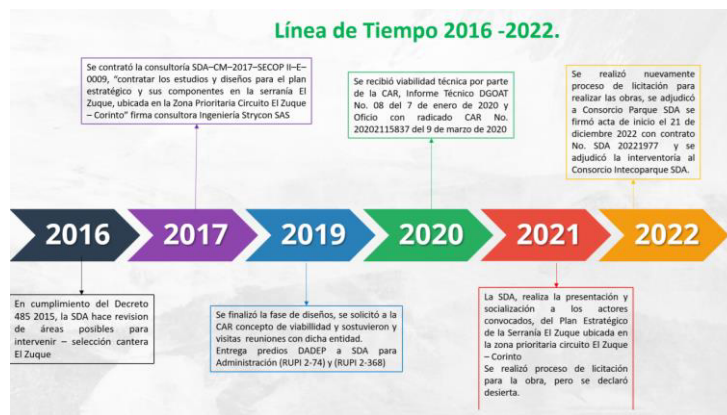 Línea de Tiempo 2016 -2022.
Se contrató la consultoría SDA–CM–2017–SECOP II–E–
0009, “contratar los estudios y diseños para el plan
estratégico y sus componentes en la serranía El
Zuque, ubicada en la Zona Prioritaria Circuito El Zuque
– Corinto” firma consultora Ingeniería Strycon SAS
Se recibió viabilidad técnica por parte
de la CAR, Informe Técnico DGOAT
No. 08 del 7 de enero de 2020 y
Oficio con radicado CAR No.
20202115837 del 9 de marzo de 2020
Se realizó nuevamente
proceso de licitación para
realizar las obras, se adjudicó
a Consorcio Parque SDA se
firmó acta de inicio el 21 de
diciembre 2022 con contrato
No. SDA 20221977 y se
adjudicó la interventoría al
Consorcio Intecoparque SDA.
2016
2017
2019
2020
2021
2022
En cumplimiento del Decreto
485 2015, la SDA hace revision
de áreas posibles para
intervenir – selección cantera
El Zuque
Se finalizó la fase de diseños, se solicitó a la
CAR concepto de viabillidad y sostuvieron y
visitas reuniones con dicha entidad.
Entrega predios DADEP a SDA para
Administración (RUPI 2-74) y (RUPI 2-368)
La SDA, realiza la presentación y
socialización a los actores
convocados, del Plan Estratégico
de la Serranía El Zuque ubicada en
la zona prioritaria circuito El Zuque
– Corinto
Se realizó proceso de licitación
para la obra, pero se declaró
desierta.